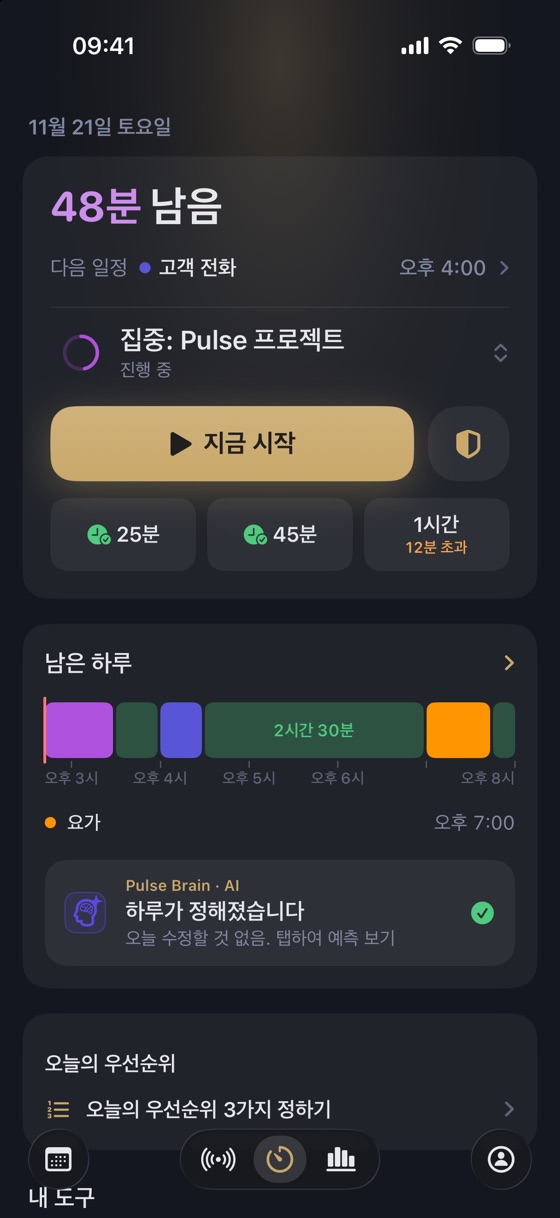 09:41
11월 21일 토요일
48분 남음
다음 일정 고객 전화 오후 4:00
집중: Pulse 프로젝트
진행 중
지금 시작
25분
45분
1시간
12분 초과
남은 하루
2시간 30분
오후 3시 오후 4시 오후 5시 오후 6시 오후 8시
요가 오후 7:00
Pulse Brain · AI
하루가 정해졌습니다
오늘 수정할 것 없음. 탭하여 예측 보기
오늘의 우선순위
오늘의 우선순위 3가지 정하기
내 도구